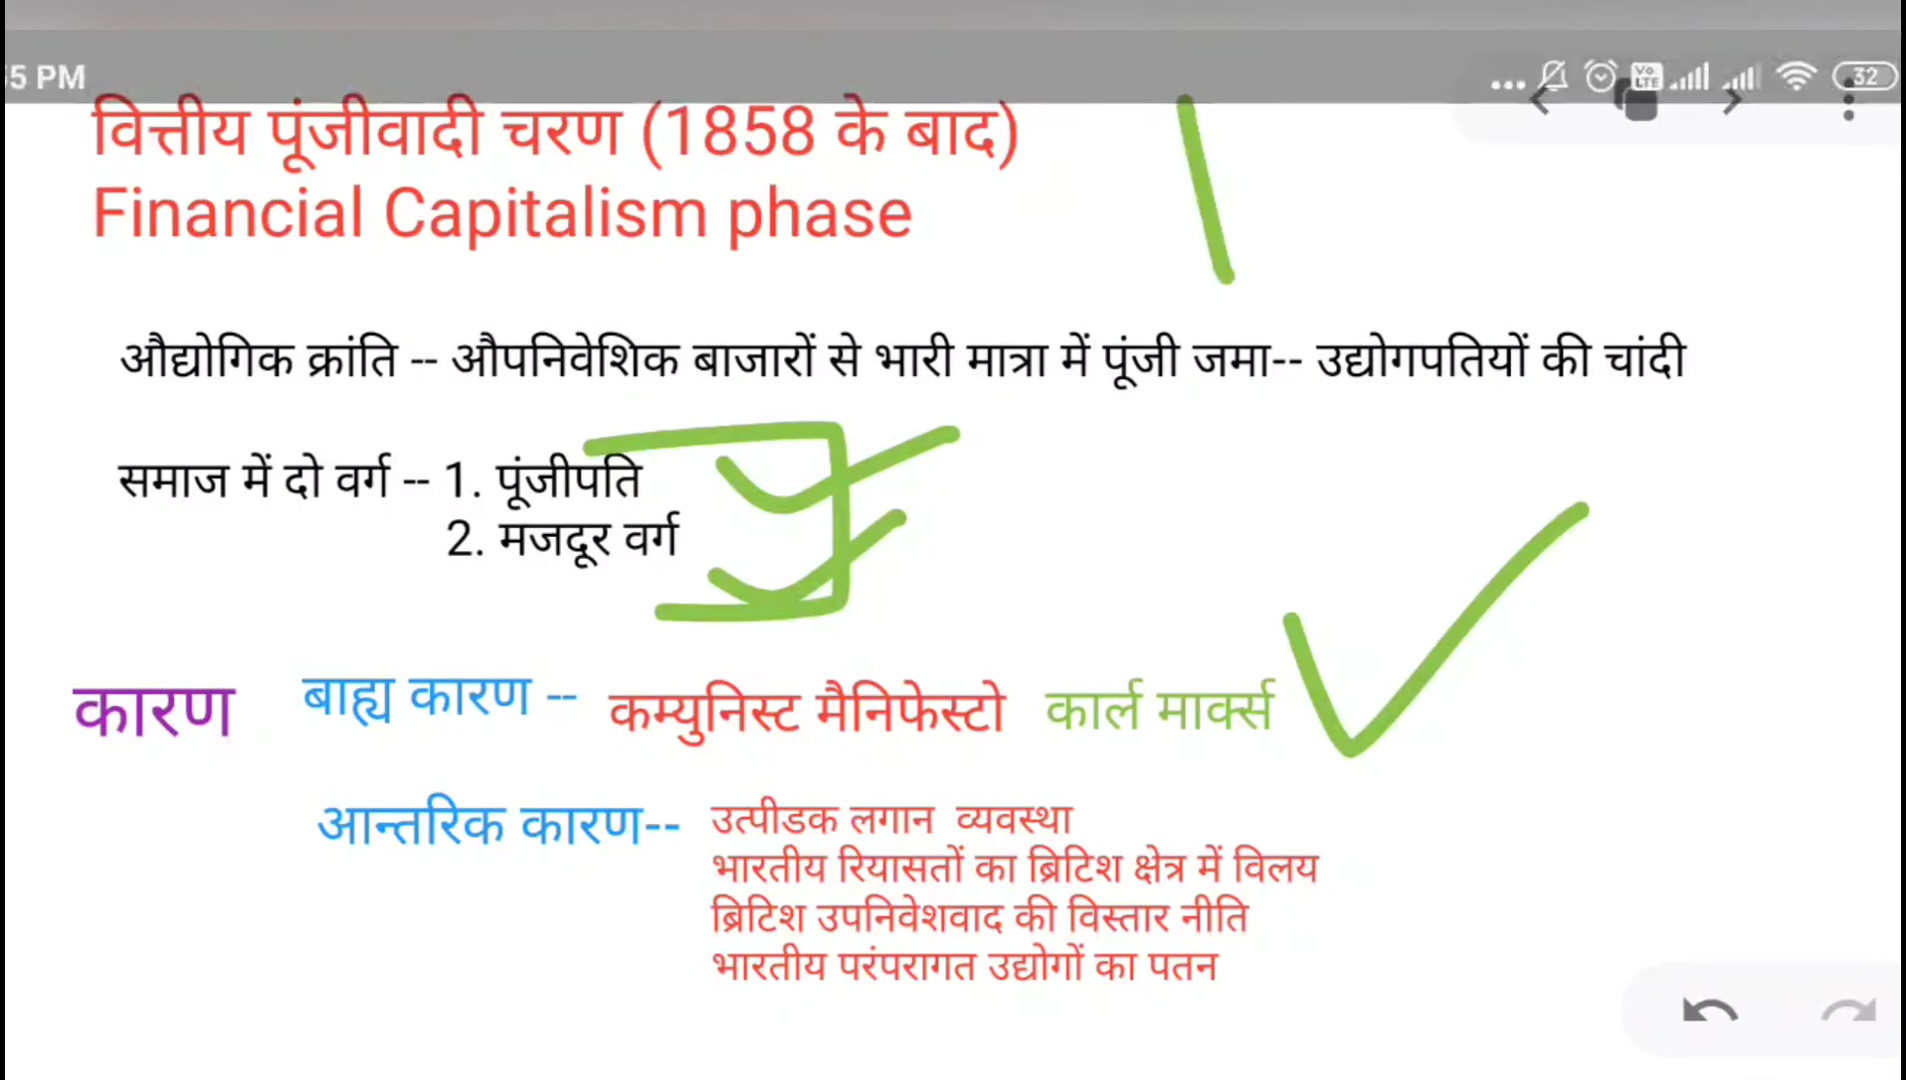 5 PM
VoLTE
32
वित्तीय पूंजीवादी चरण (1858 के बाद)
Financial Capitalism phase
औद्योगिक क्रांति -- औपनिवेशिक बाजारों से भारी मात्रा में पूंजी जमा-- उद्योगपतियों की चांदी
समाज में दो वर्ग -- 1. पूंजीपति
2. मजदूर वर्ग
कारण बाह्य कारण -- कम्युनिस्ट मैनिफेस्टो कार्ल मार्क्स
आन्तरिक कारण-- उत्पीडक लगान व्यवस्था
भारतीय रियासतों का ब्रिटिश क्षेत्र में विलय
ब्रिटिश उपनिवेशवाद की विस्तार नीति
भारतीय परंपरागत उद्योगों का पतन